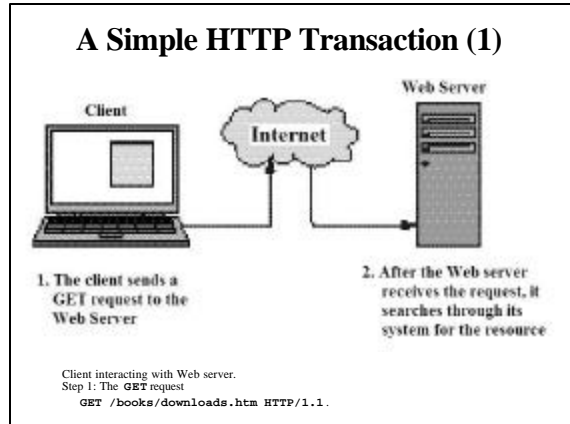 A Simple HTTP Transaction (1)
Web Server
Client
Internet
1. The client sends a
GET request to the
Web Server
2. After the Web server
receives the request, it
searches through its
system for the resource
Client interacting with Web server.
Step 1: The GET request
GET /books/downloads.htm HTTP/1.1.